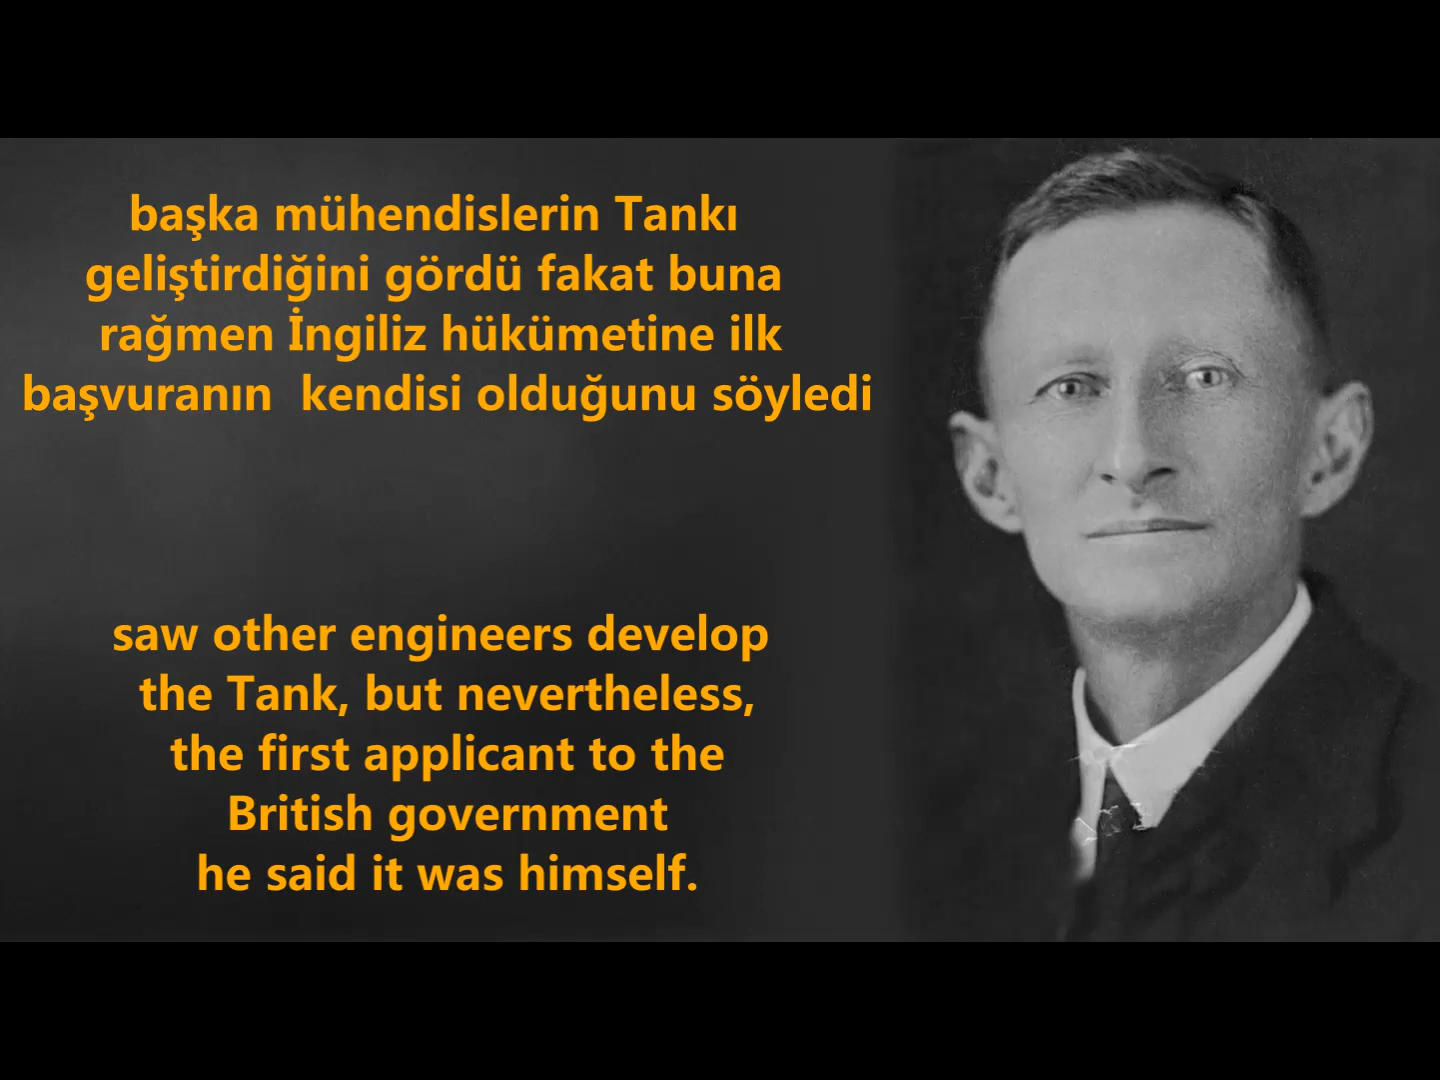 başka mühendislerin Tankı
geliştirdiğini gördü fakat buna
rağmen İngiliz hükümetine ilk
başvuranın  kendisi olduğunu söyledi
saw other engineers develop
the Tank, but nevertheless,
the first applicant to the
British government
he said it was himself.